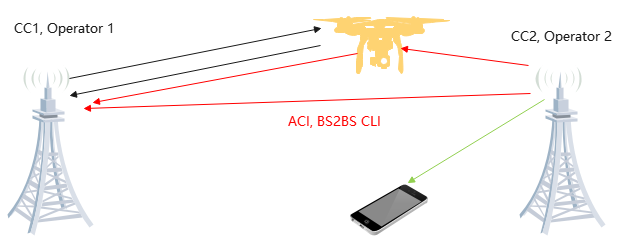 CC1, Operator 1
CC2, Operator 2
ACI, BS2BS CLI